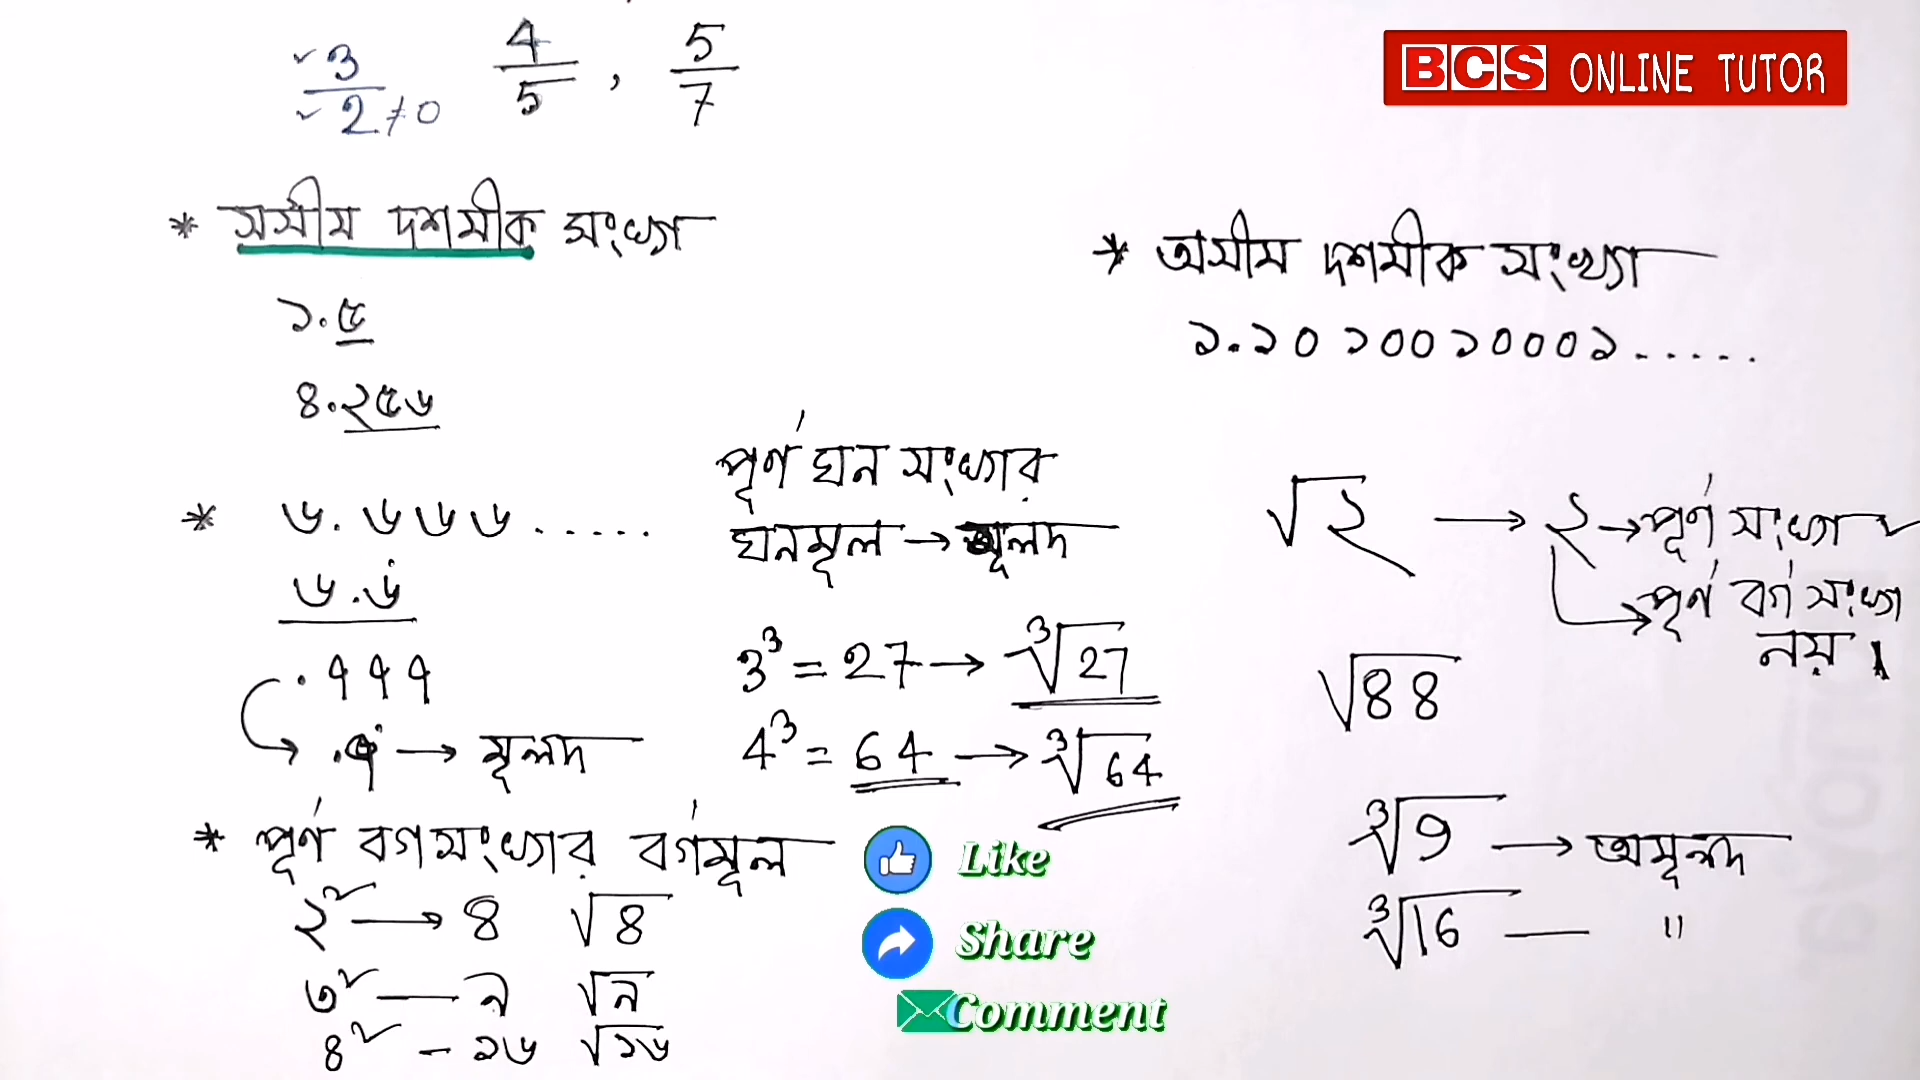 BCS ONLINE TUTOR
3/2 ≠0 4/5 , 5/7
* সসীম দশমীক সংখ্যা
১.৫
৪.২৫৬
* ৬.৬৬৬.....
৬.৬̇
.৭৭৭
→ .৭̇ → মূলদ
* পূর্ণ বর্গসংখ্যার বর্গমূল
২² → ৪ √৪
৩² — ৯ √৯
৪² – ১৬ √১৬
পূর্ণ ঘন সংখ্যার
ঘনমূল → মূলদ
3³ = 27 → ∛27
4³ = 64 → ∛64
* অসীম দশমীক সংখ্যা
১.১০১০০১০০০১.....
√২ → ২ → পূর্ণ সংখ্যা
→ পূর্ণ বর্গ সংখ্যা
নয়।
√৪৪
∛9 → অমূলদ
∛16 — "
Like
Share
Comment